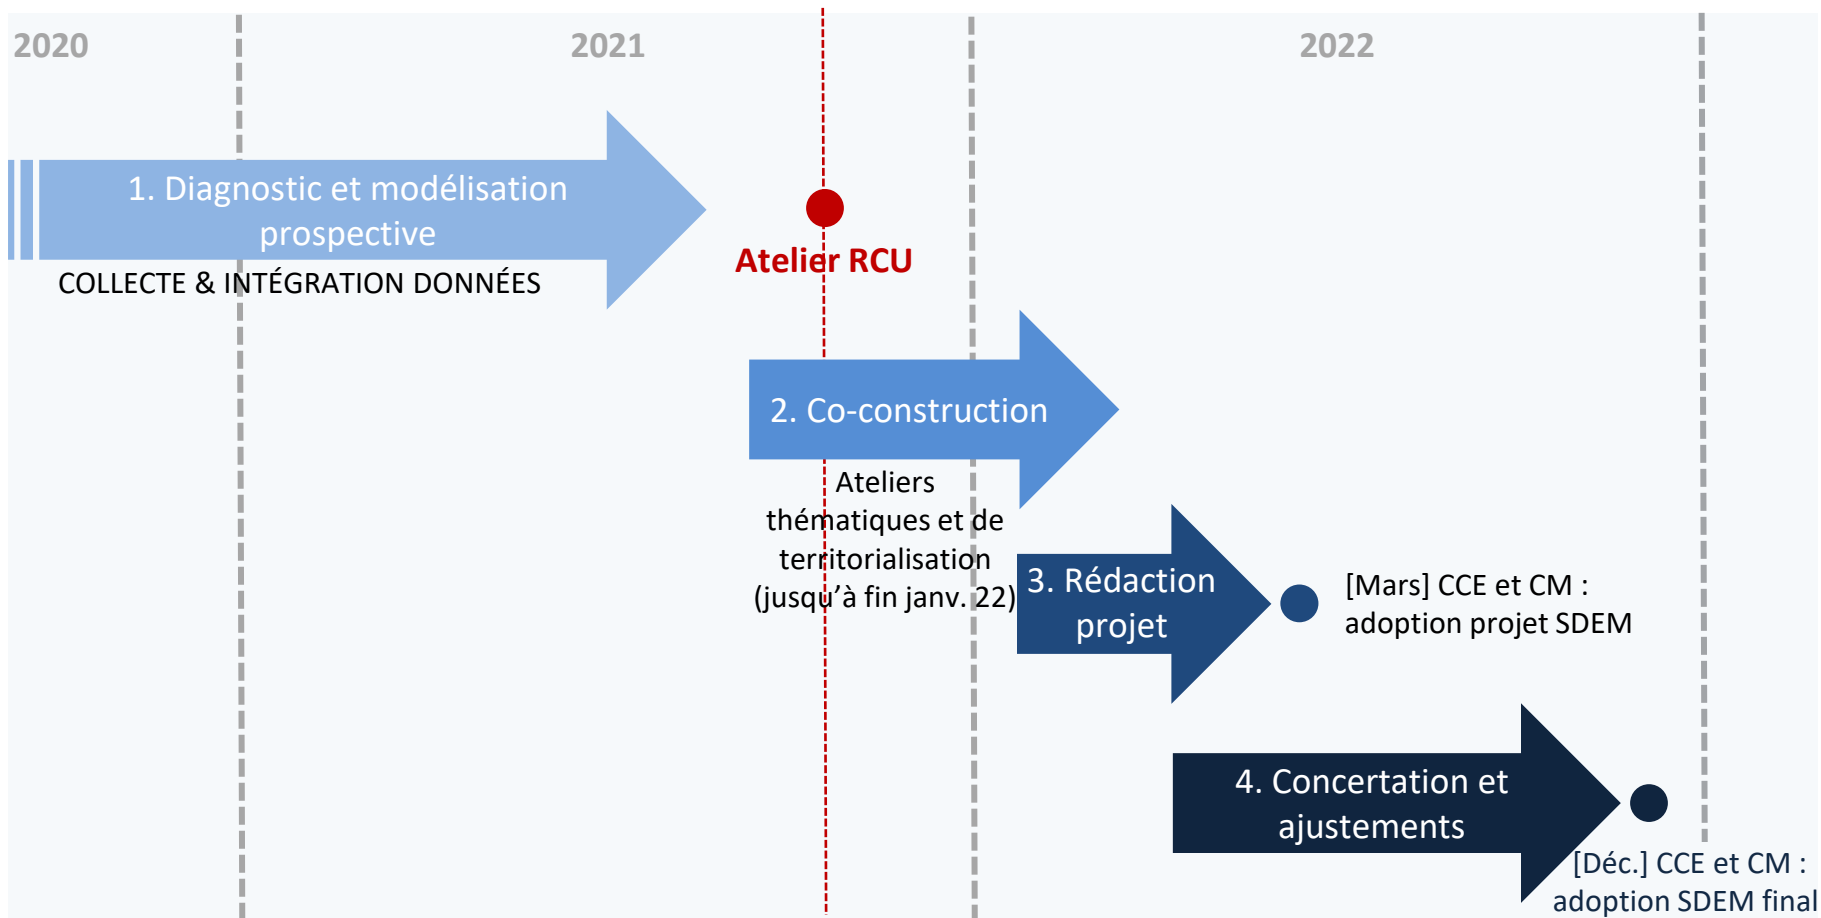 2020
2021
2022
1. Diagnostic et modélisation
prospective
COLLECTE & INTÉGRATION DONNÉES
Atelier RCU
2. Co-construction
Ateliers
thématiques et de
territorialisation
(jusqu’à fin janv. 22)
3. Rédaction
projet
[Mars] CCE et CM :
adoption projet SDEM
4. Concertation et
ajustements
[Déc.] CCE et CM :
adoption SDEM final